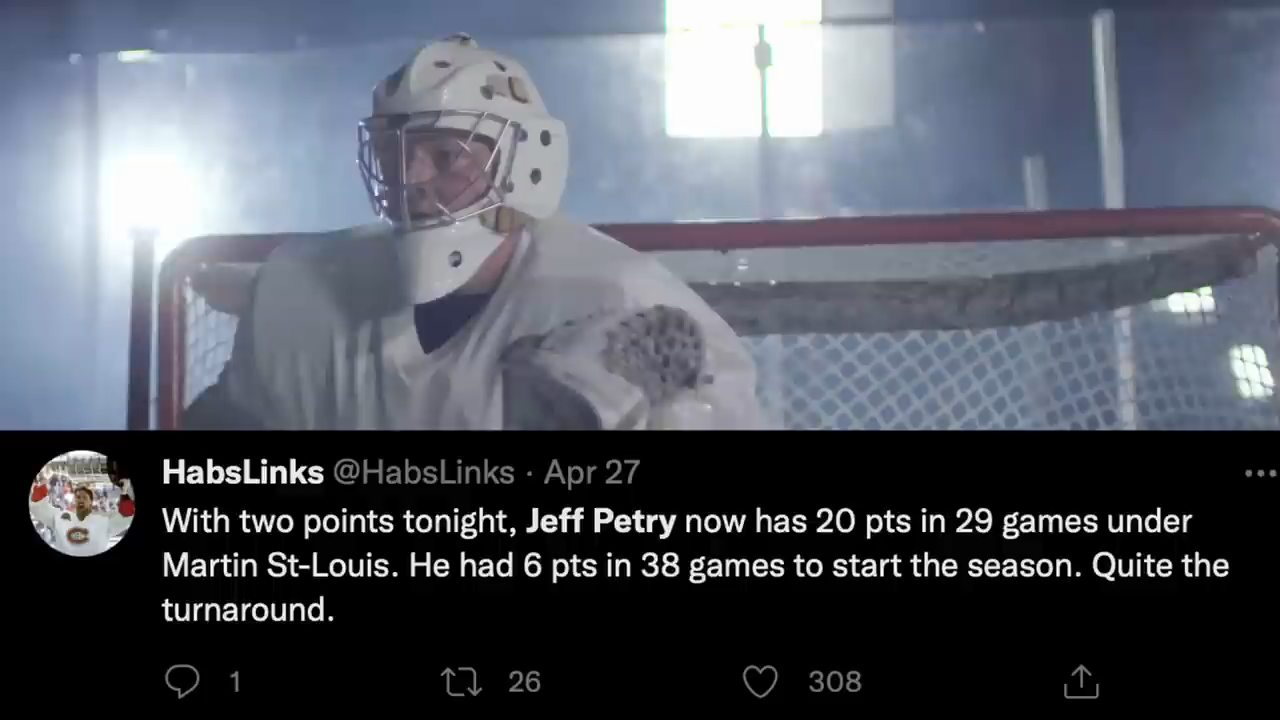 HabsLinks @HabsLinks · Apr 27
With two points tonight, Jeff Petry now has 20 pts in 29 games under
Martin St-Louis. He had 6 pts in 38 games to start the season. Quite the
turnaround.
1 26 308